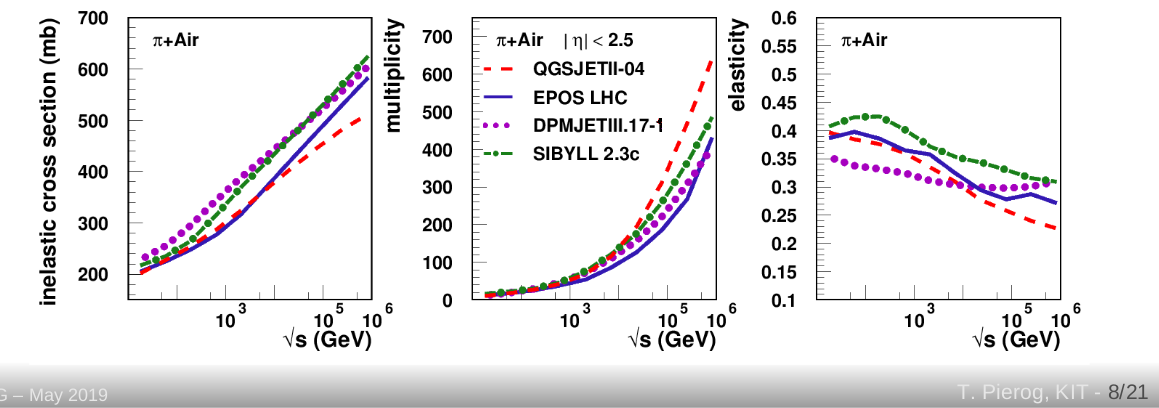 inelastic cross section (mb)
700
600
500
400
300
200
π+Air
10³ 10⁵ 10⁶
√s (GeV)
multiplicity
700
600
500
400
300
200
100
0
π+Air | η| < 2.5
QGSJETII-04
EPOS LHC
DPMJETIII.17-1
SIBYLL 2.3c
10³ 10⁵ 10⁶
√s (GeV)
elasticity
0.6
0.55
0.5
0.45
0.4
0.35
0.3
0.25
0.2
0.15
0.1
π+Air
10³ 10⁵ 10⁶
√s (GeV)
G – May 2019
T. Pierog, KIT - 8/21